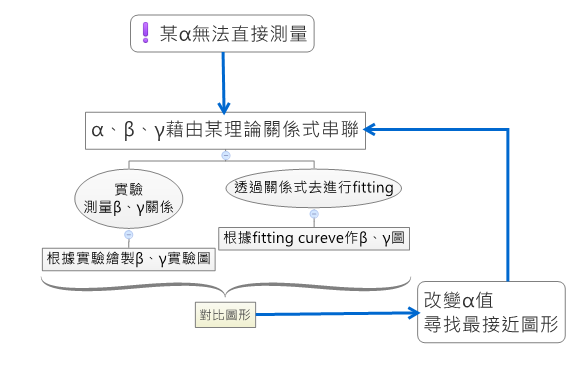 某α無法直接測量
α、β、γ藉由某理論關係式串聯
實驗
測量β、γ關係
透過關係式去進行fitting
根據實驗繪製β、γ實驗圖
根據fitting cureve作β、γ圖
對比圖形
改變α值
尋找最接近圖形